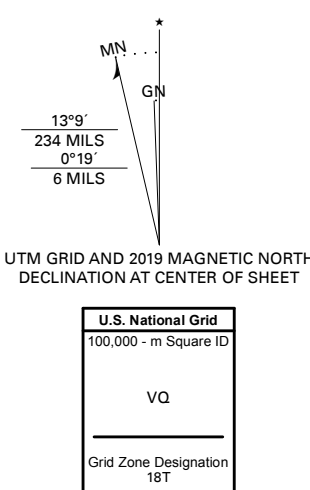 ★
MN
GN
13°9´
234 MILS
0°19´
6 MILS
UTM GRID AND 2019 MAGNETIC NORTH
DECLINATION AT CENTER OF SHEET
U.S. National Grid
100,000 - m Square ID
VQ
Grid Zone Designation
18T